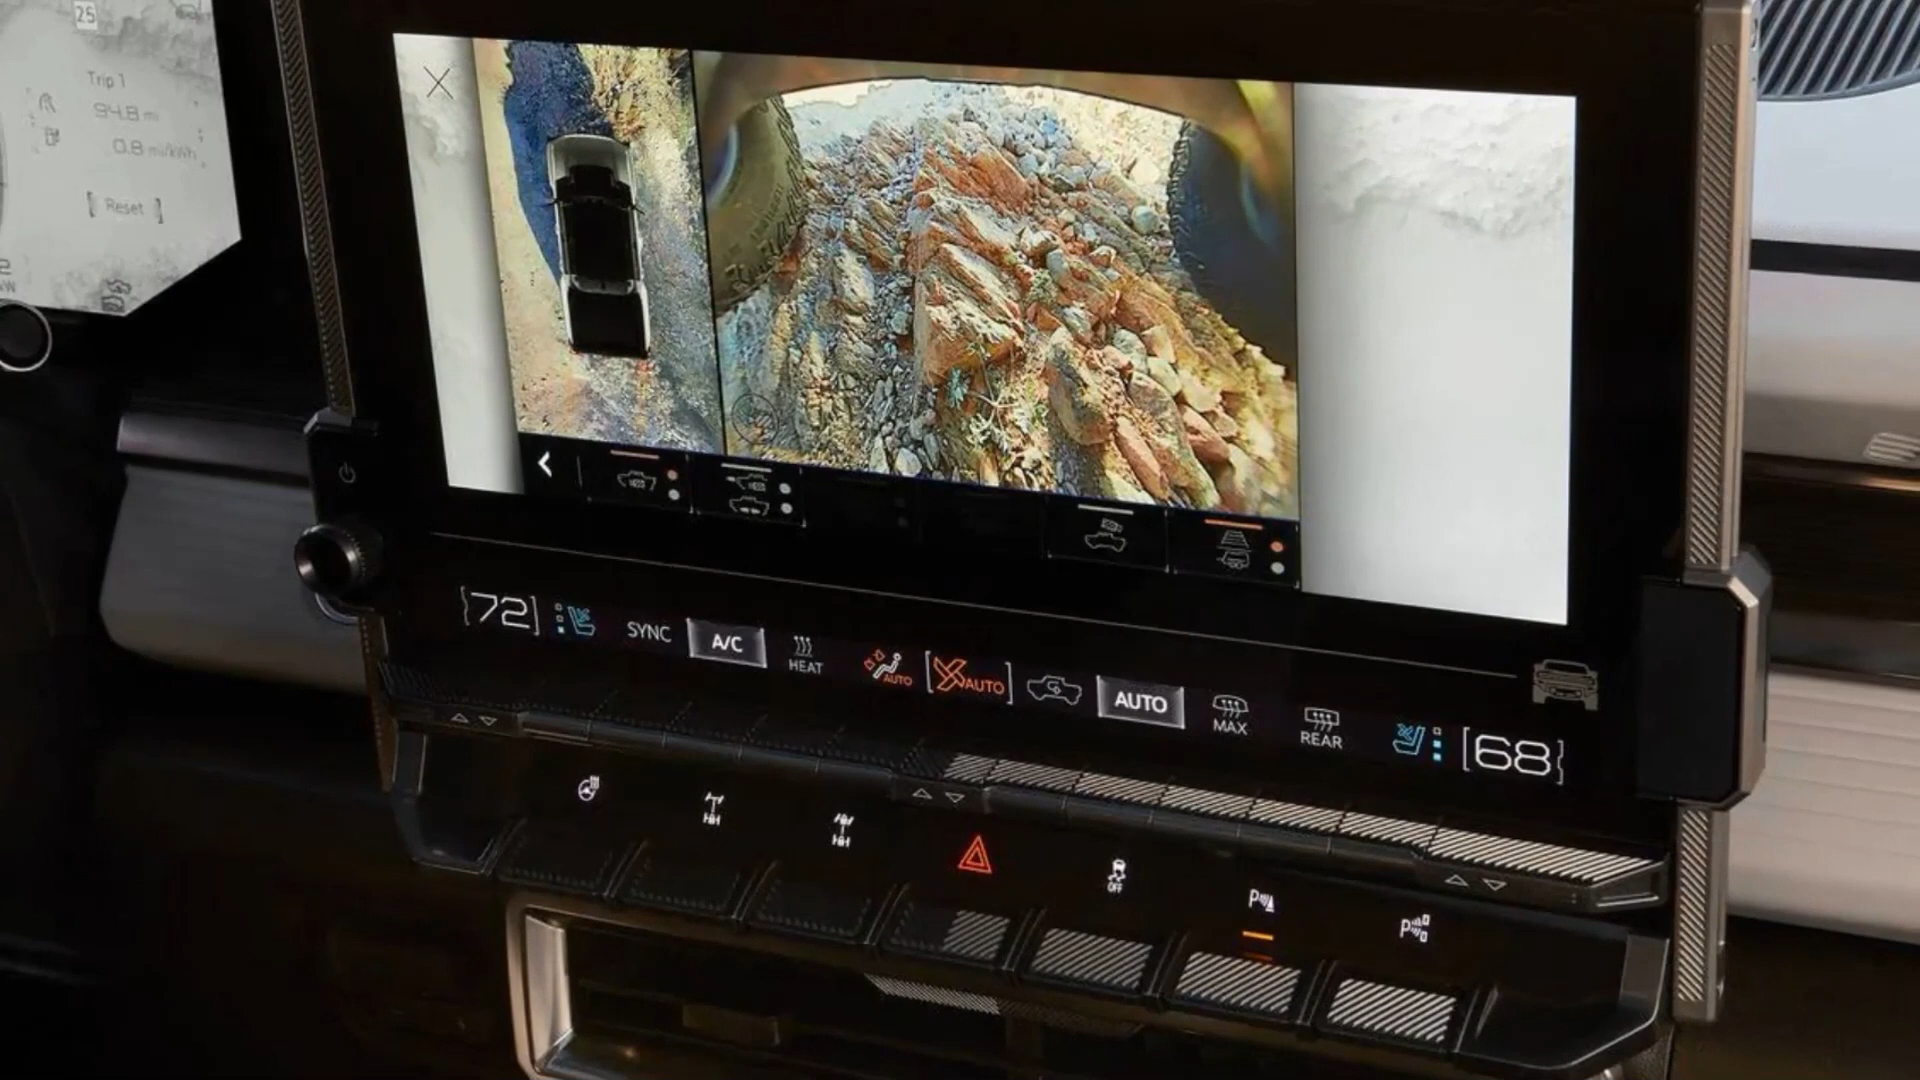 25
Trip 1
94.8 mi
0.8 mi/kWh
[ Reset ]
[72]
SYNC
A/C
HEAT
AUTO
AUTO
AUTO
MAX
REAR
[68]
OFF
P
P